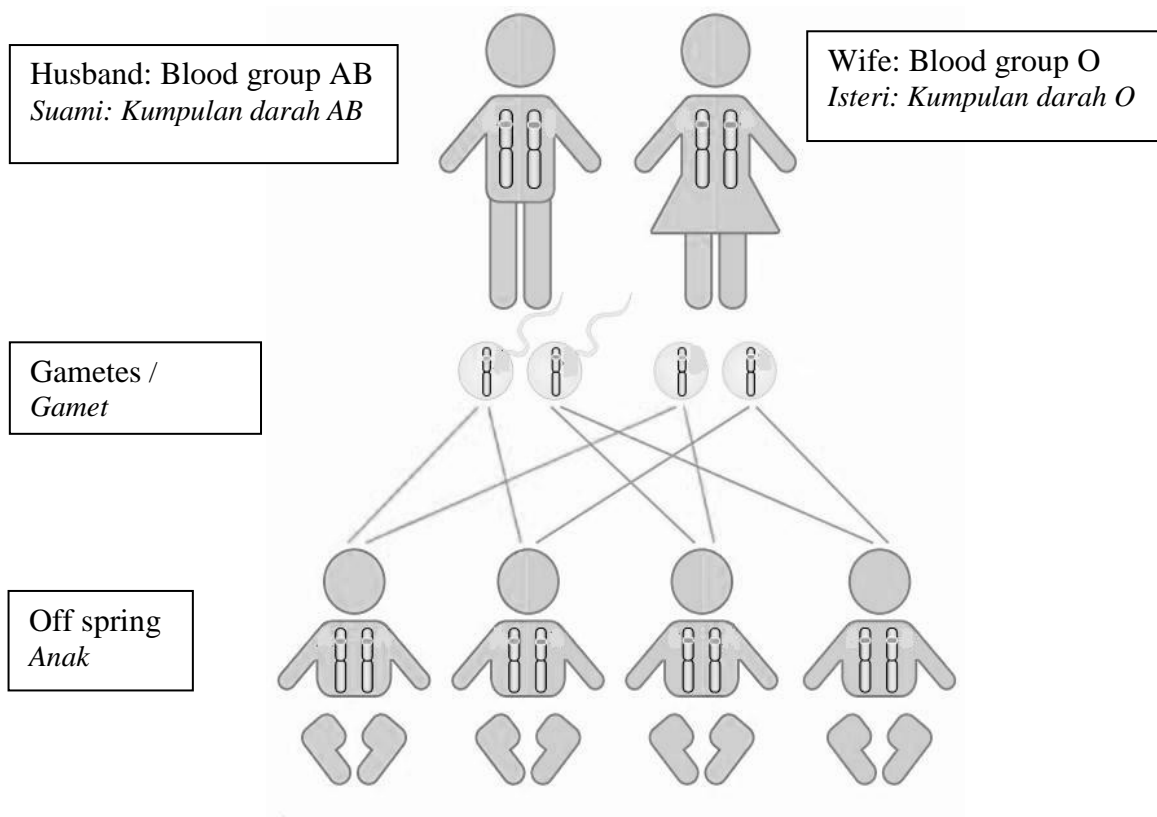 Husband: Blood group AB
Suami: Kumpulan darah AB
Wife: Blood group O
Isteri: Kumpulan darah O
Gametes /
Gamet
Off spring
Anak